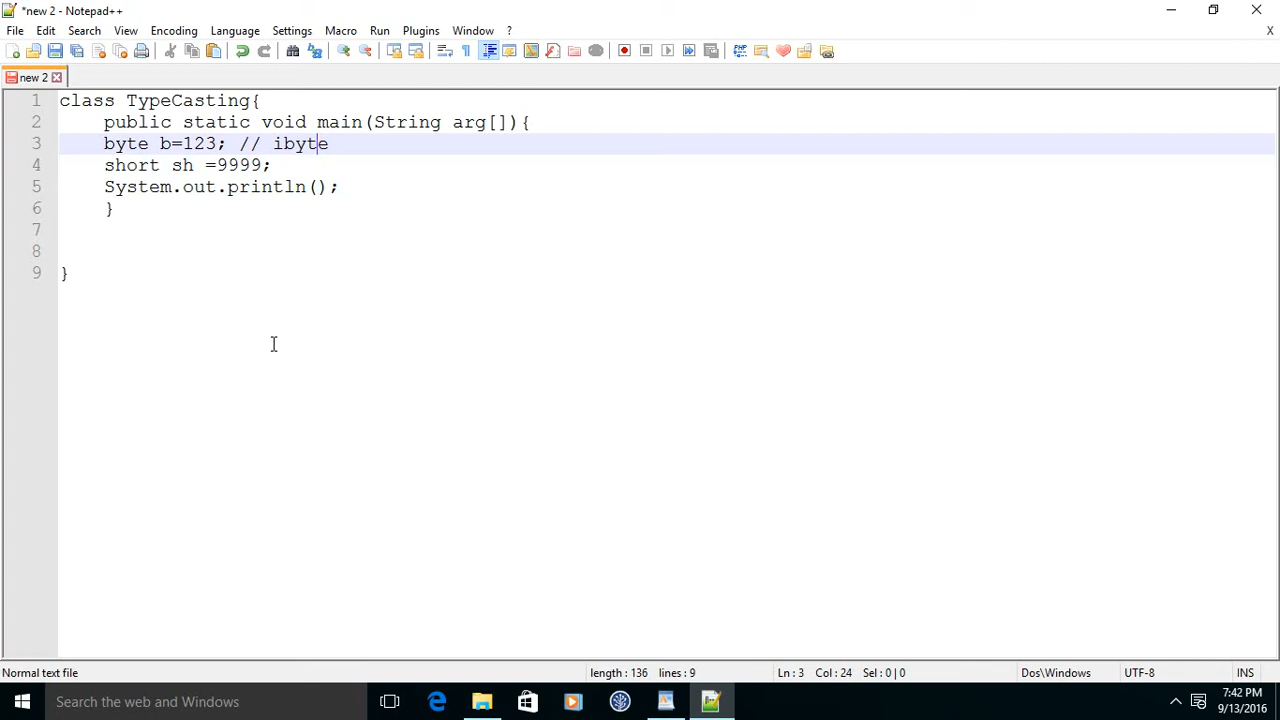 *new 2 - Notepad++
File Edit Search View Encoding Language Settings Macro Run Plugins Window ? X
new 2
1 class TypeCasting{
2 public static void main(String arg[]){
3 byte b=123; // ibyte
4 short sh =9999;
5 System.out.println();
6 }
7
8
9 }
Normal text file length : 136 lines : 9 Ln : 3 Col : 24 Sel : 0 | 0 Dos\Windows UTF-8 INS
Search the web and Windows
7:42 PM
9/13/2016